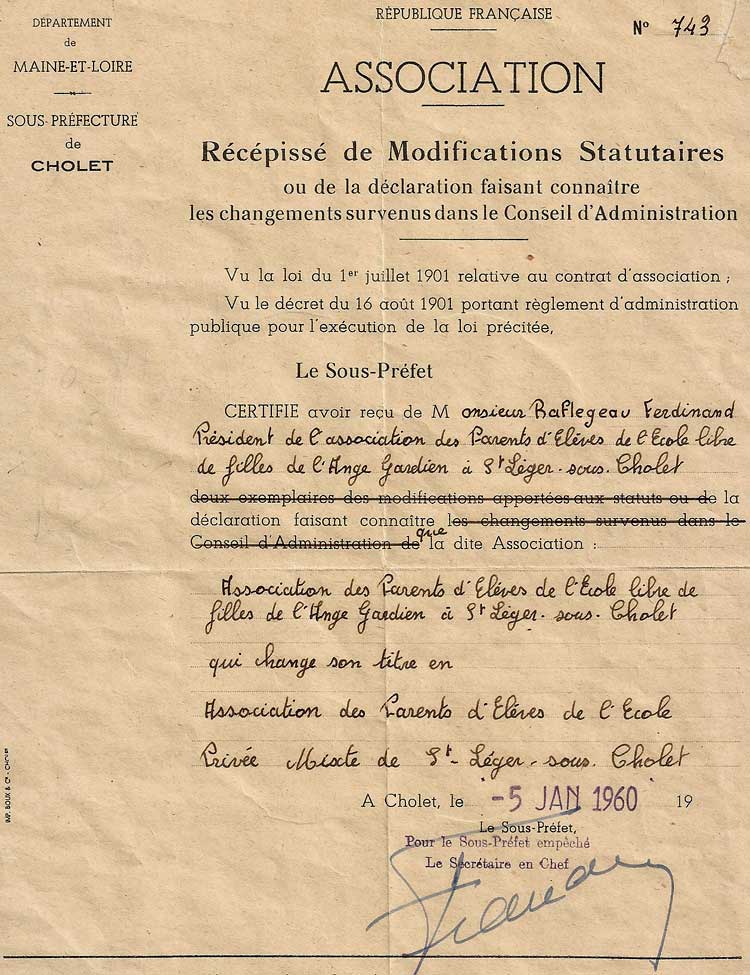 DÉPARTEMENT
de
MAINE-ET-LOIRE
SOUS-PRÉFECTURE
de
CHOLET
RÉPUBLIQUE FRANÇAISE
N° 743
ASSOCIATION
Récépissé de Modifications Statutaires
ou de la déclaration faisant connaître
les changements survenus dans le Conseil d'Administration
Vu la loi du 1er juillet 1901 relative au contrat d'association ;
Vu le décret du 16 août 1901 portant règlement d'administration
publique pour l'exécution de la loi précitée,
Le Sous-Préfet
CERTIFIE avoir reçu de M onsieur Raflegeau Ferdinand
Président de l'association des Parents d'Elèves de l'Ecole libre
de filles de l'Ange Gardien à St Léger-sous-Cholet
deux exemplaires des modifications apportées aux statuts ou de la
déclaration faisant connaître les changements survenus dans le
Conseil d'Administration de que la dite Association :
Association des Parents d'Elèves de l'Ecole libre de
filles de l'Ange Gardien à St Léger-sous-Cholet
qui change son titre en
Association des Parents d'Elèves de l'Ecole
Privée Mixte de St-Léger-sous-Cholet
A Cholet, le -5 JAN 1960 19
Le Sous-Préfet,
Pour le Sous-Préfet empêché
Le Secrétaire en Chef
IMP. BOUX & Cie - CHOLET